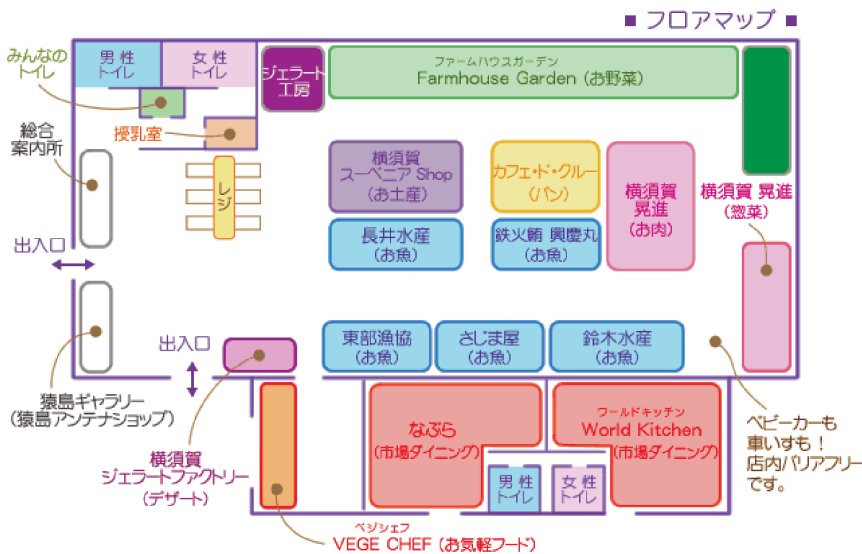 ■ フロアマップ ■
みんなの
トイレ
男 性
トイレ
女 性
トイレ
ジェラート
工房
ファームハウスガーデン
Farmhouse Garden (お野菜)
総合
案内所
授乳室
レジ
横須賀
スーベニア Shop
(お土産)
カフェ・ド・クルー
(パン)
横須賀
晃進
(お肉)
横須賀 晃進
(惣菜)
長井水産
(お魚)
鉄火鮪 興慶丸
(お魚)
出入口
東部漁協
(お魚)
さじま屋
(お魚)
鈴木水産
(お魚)
出入口
猿島ギャラリー
(猿島アンテナショップ)
横須賀
ジェラートファクトリー
(デザート)
なぶら
(市場ダイニング)
ワールドキッチン
World Kitchen
(市場ダイニング)
男 性
トイレ
女 性
トイレ
ベビーカーも
車いすも！
店内バリアフリー
です。
ベジシェフ
VEGE CHEF (お気軽フード)